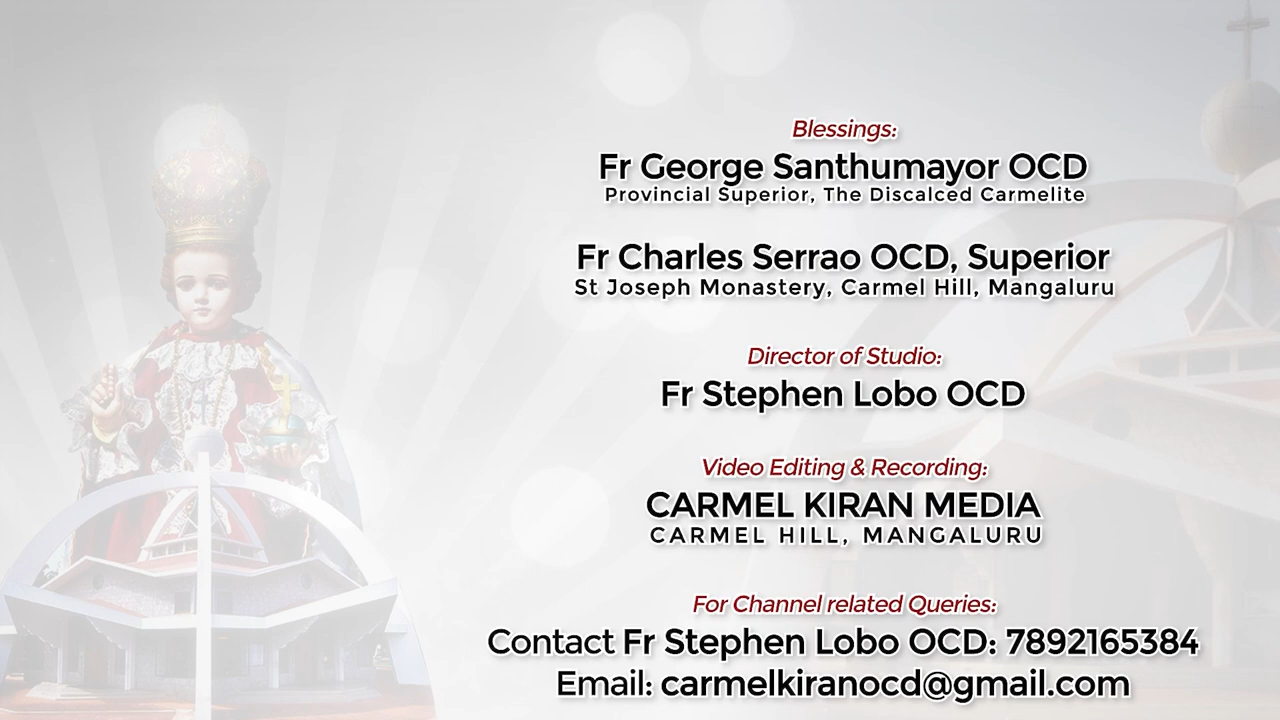 Blessings:
Fr George Santhumayor OCD
Provincial Superior, The Discalced Carmelite
Fr Charles Serrao OCD, Superior
St Joseph Monastery, Carmel Hill, Mangaluru
Director of Studio:
Fr Stephen Lobo OCD
Video Editing & Recording:
CARMEL KIRAN MEDIA
CARMEL HILL, MANGALURU
For Channel related Queries:
Contact Fr Stephen Lobo OCD: 7892165384
Email: carmelkiranocd@gmail.com